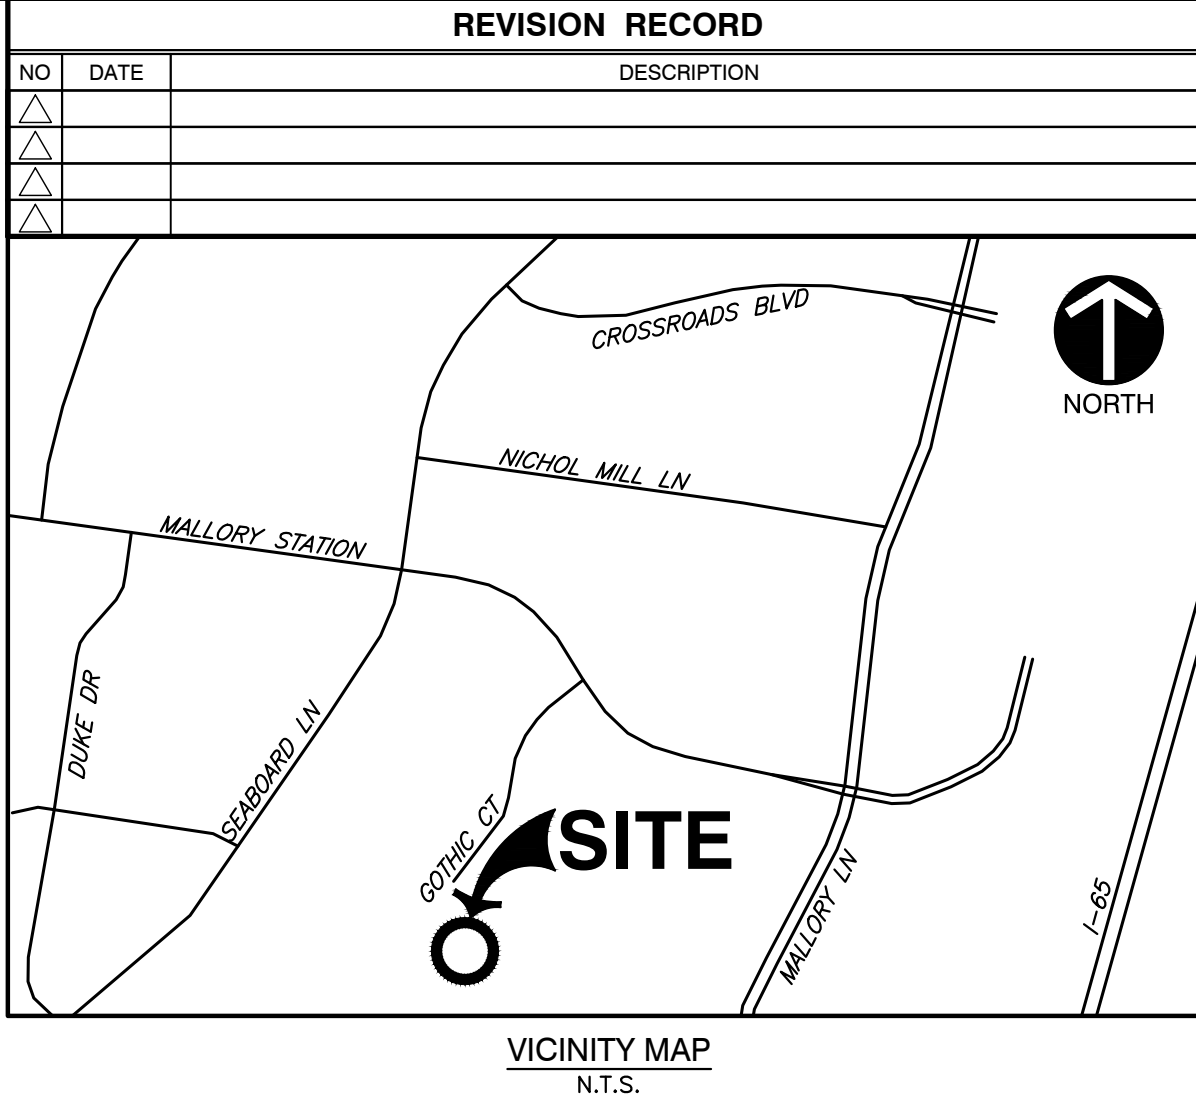 REVISION RECORD
NO DATE DESCRIPTION
CROSSROADS BLVD
NORTH
NICHOL MILL LN
MALLORY STATION
DUKE DR
SEABOARD LN
GOTHIC CT
SITE
MALLORY LN
I-65
VICINITY MAP
N.T.S.